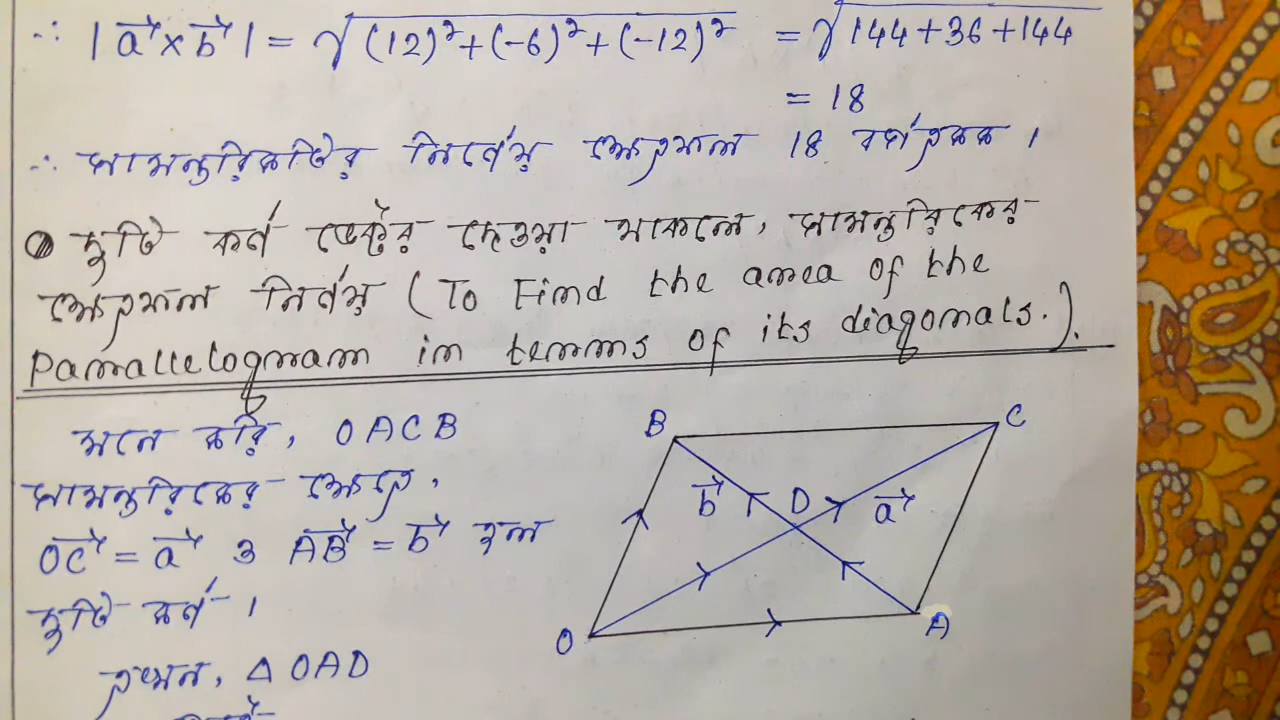 ∴ |a⃗ × b⃗| = √(12)²+(-6)²+(-12)² = √144+36+144
= 18
∴ সামন্তরিকটির নির্ণেয় ক্ষেত্রফল 18 বর্গ একক ।
● দুটি কর্ণ ভেক্টর দেওয়া থাকলে, সামন্তরিকের
ক্ষেত্রফল নির্ণয় (To Find the area of the
parallelogram in terms of its diagonals.).
মনে করি, OACB
সামন্তরিকের ক্ষেত্রে,
OC⃗ = a⃗ ও AB⃗ = b⃗ হল
দুটি কর্ণ ।
এখন, △OAD
B
C
b⃗
D
a⃗
O
A